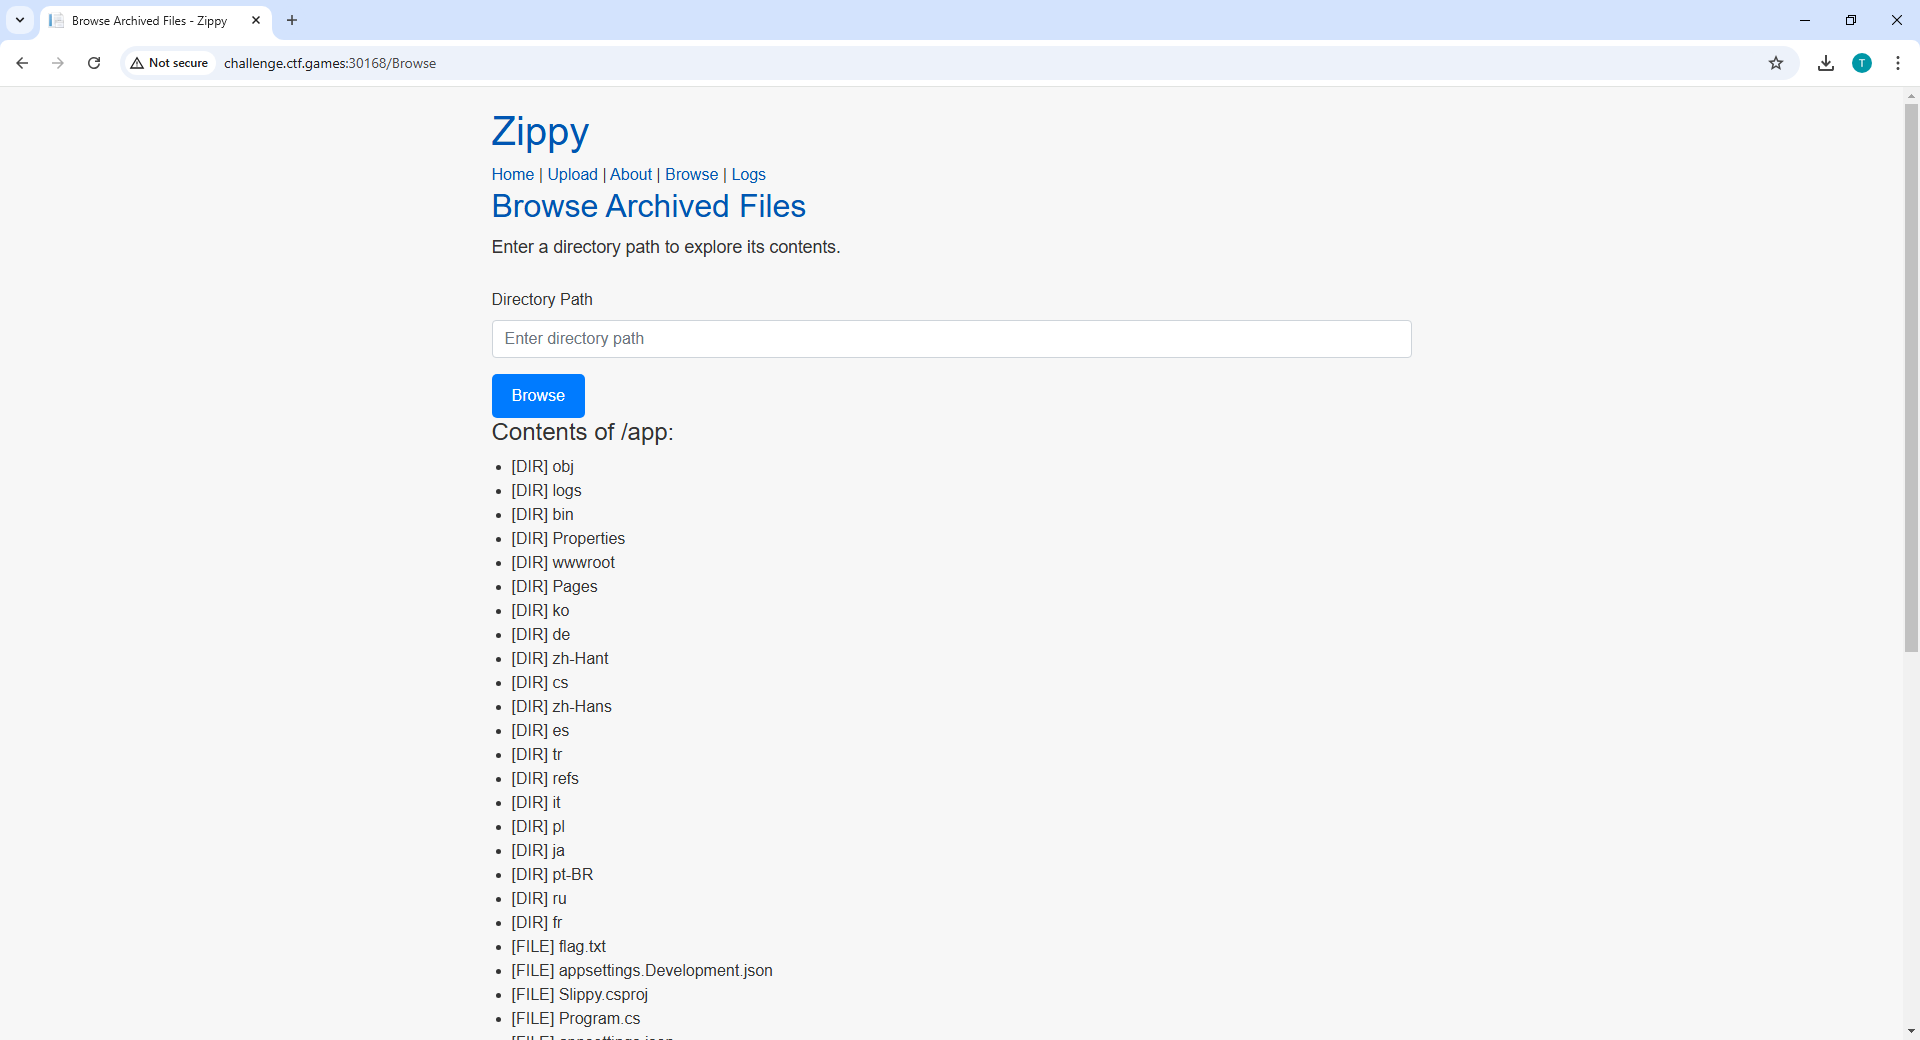 Browse Archived Files - Zippy
Not secure
challenge.ctf.games:30168/Browse
T
Zippy
Home | Upload | About | Browse | Logs
Browse Archived Files
Enter a directory path to explore its contents.
Directory Path
Enter directory path
Browse
Contents of /app:
[DIR] obj
[DIR] logs
[DIR] bin
[DIR] Properties
[DIR] wwwroot
[DIR] Pages
[DIR] ko
[DIR] de
[DIR] zh-Hant
[DIR] cs
[DIR] zh-Hans
[DIR] es
[DIR] tr
[DIR] refs
[DIR] it
[DIR] pl
[DIR] ja
[DIR] pt-BR
[DIR] ru
[DIR] fr
[FILE] flag.txt
[FILE] appsettings.Development.json
[FILE] Slippy.csproj
[FILE] Program.cs
[FILE] appsettings.json